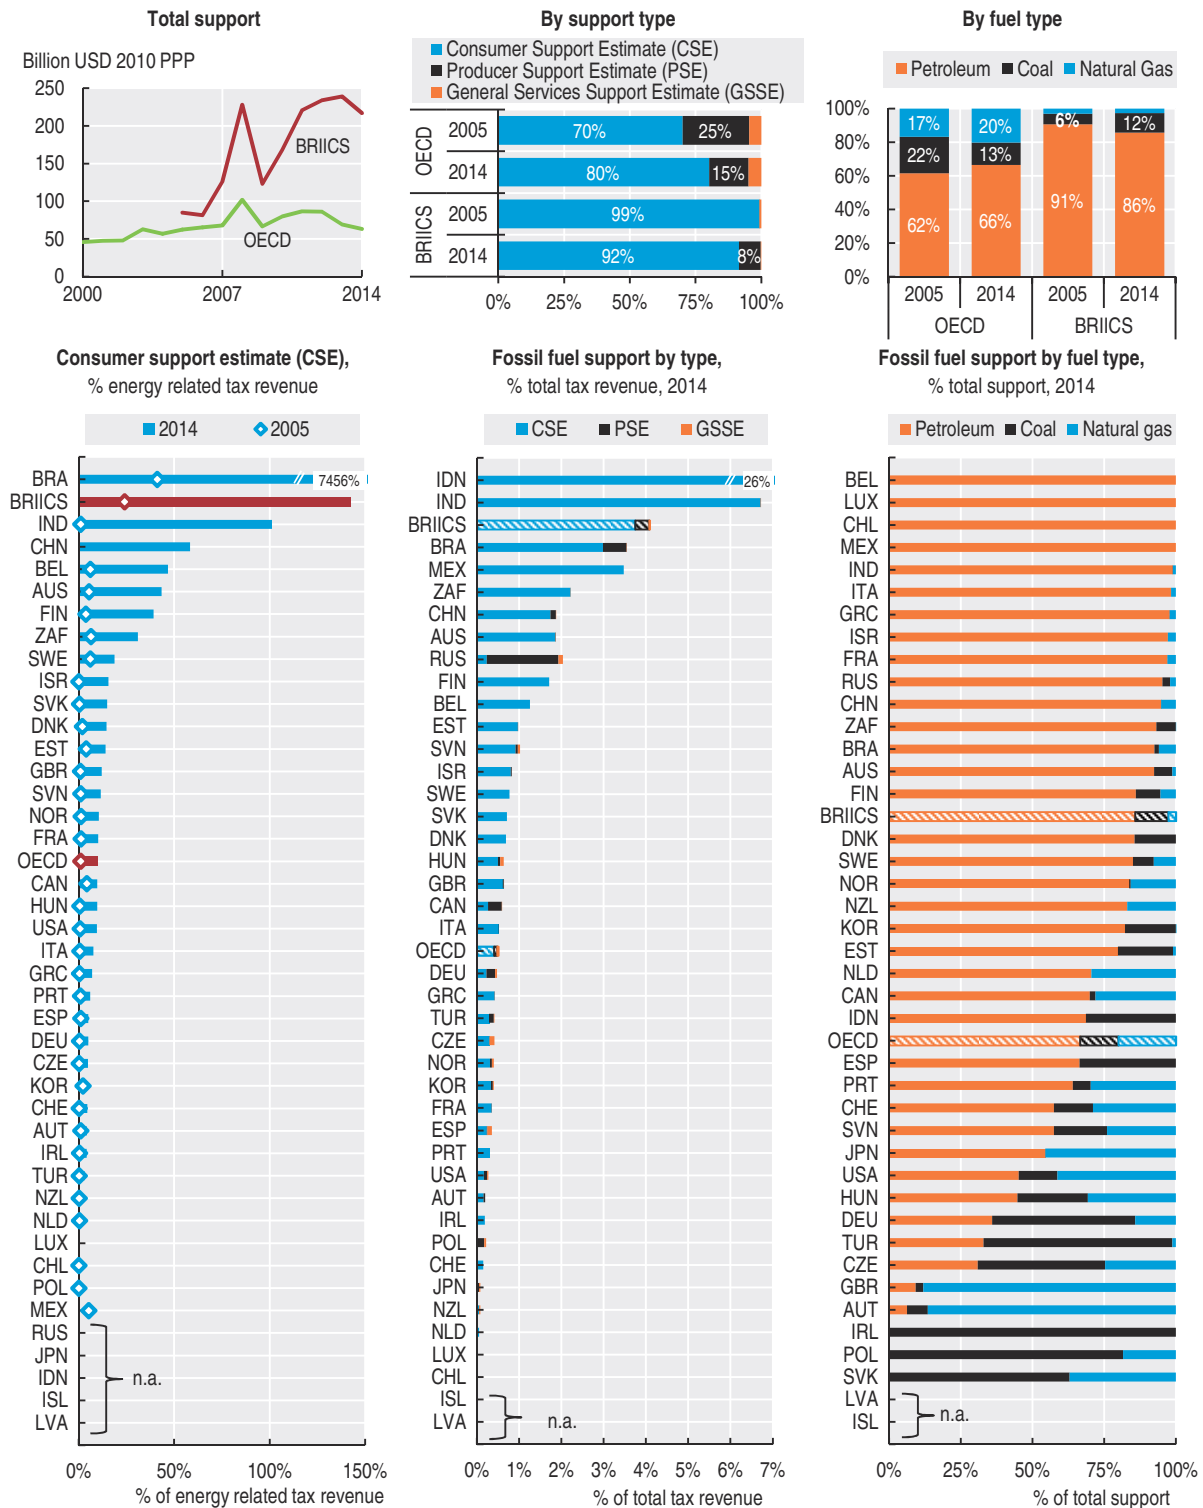 Total support
Billion USD 2010 PPP
250
200
150
100
50
0
BRIICS
OECD
2000 2007 2014
By support type
Consumer Support Estimate (CSE)
Producer Support Estimate (PSE)
General Services Support Estimate (GSSE)
OECD
2005 70% 25%
2014 80% 15%
BRIICS
2005 99%
2014 92% 8%
0% 25% 50% 75% 100%
By fuel type
Petroleum Coal Natural Gas
100%
80%
60%
40%
20%
0%
17% 20% 6% 12%
22% 13%
62% 66% 91% 86%
2005 2014 2005 2014
OECD BRIICS
Consumer support estimate (CSE),
% energy related tax revenue
2014 2005
BRA 7456%
BRIICS
IND
CHN
BEL
AUS
FIN
ZAF
SWE
ISR
SVK
DNK
EST
GBR
SVN
NOR
FRA
OECD
CAN
HUN
USA
ITA
GRC
PRT
ESP
DEU
CZE
KOR
CHE
AUT
IRL
TUR
NZL
NLD
LUX
CHL
POL
MEX
RUS
JPN
IDN n.a.
ISL
LVA
0% 50% 100% 150%
% of energy related tax revenue
Fossil fuel support by type,
% total tax revenue, 2014
CSE PSE GSSE
IDN 26%
IND
BRIICS
BRA
MEX
ZAF
CHN
AUS
RUS
FIN
BEL
EST
SVN
ISR
SWE
SVK
DNK
HUN
GBR
CAN
ITA
OECD
DEU
GRC
TUR
CZE
NOR
KOR
FRA
ESP
PRT
USA
AUT
IRL
POL
CHE
JPN
NZL
NLD
LUX
CHL
ISL
LVA n.a.
0% 1% 2% 3% 4% 5% 6% 7%
% of total tax revenue
Fossil fuel support by fuel type,
% total support, 2014
Petroleum Coal Natural gas
BEL
LUX
CHL
MEX
IND
ITA
GRC
ISR
FRA
RUS
CHN
ZAF
BRA
AUS
FIN
BRIICS
DNK
SWE
NOR
NZL
KOR
EST
NLD
CAN
IDN
OECD
ESP
PRT
CHE
SVN
JPN
USA
HUN
DEU
TUR
CZE
GBR
AUT
IRL
POL
SVK
LVA
ISL n.a.
0% 25% 50% 75% 100%
% of total support